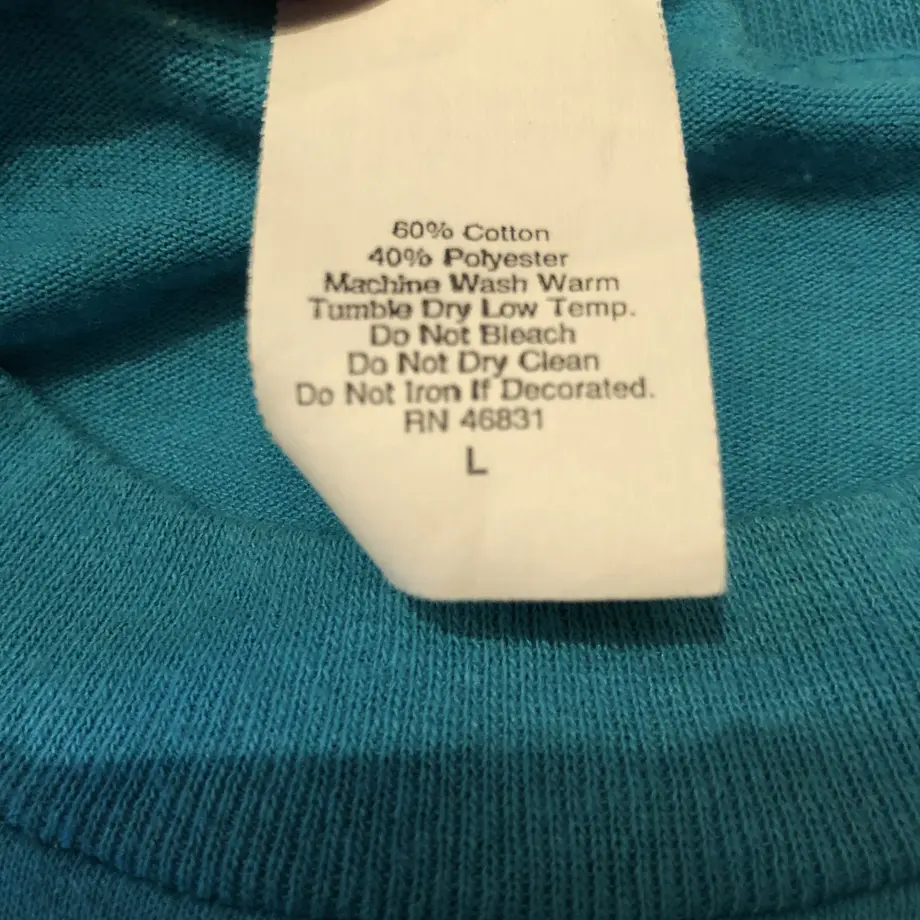 60% Cotton
40% Polyester
Machine Wash Warm
Tumble Dry Low Temp.
Do Not Bleach
Do Not Dry Clean
Do Not Iron If Decorated.
RN 46831
L